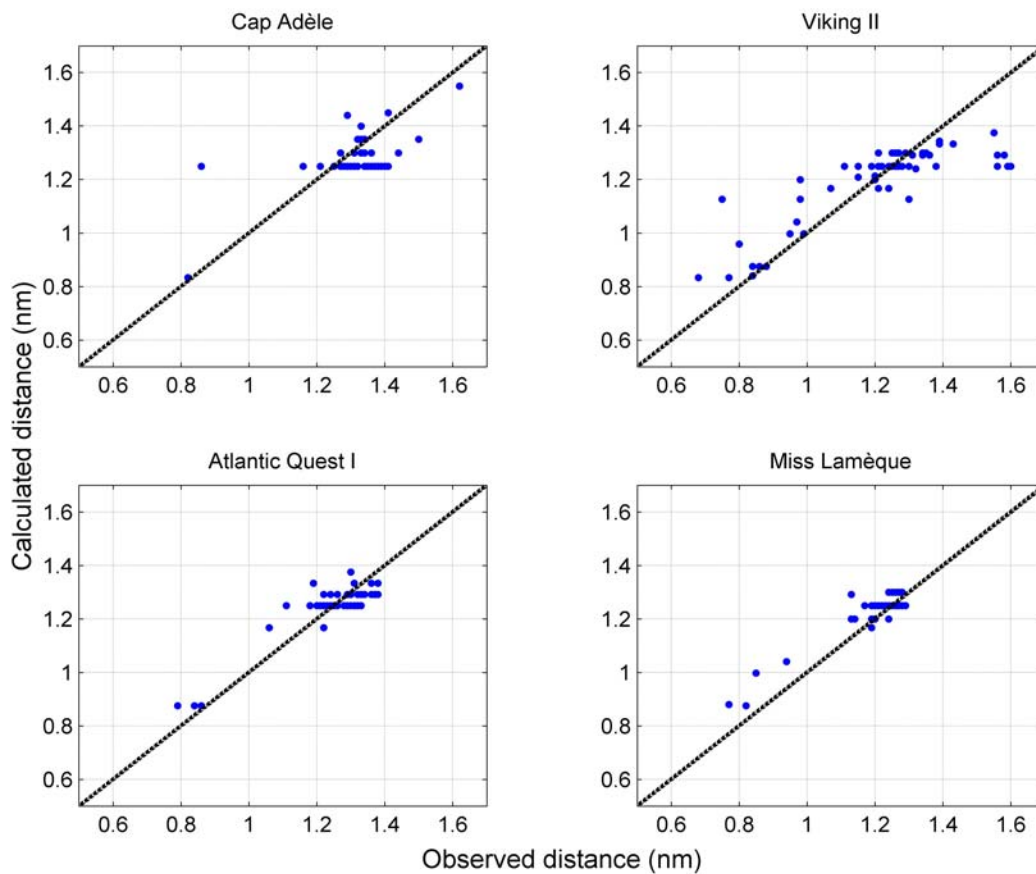 Cap Adèle
Viking II
1.6
1.4
1.2
1
0.8
0.6
0.6 0.8 1 1.2 1.4 1.6
1.6
1.4
1.2
1
0.8
0.6
0.6 0.8 1 1.2 1.4 1.6
Calculated distance (nm)
Atlantic Quest I
Miss Lamèque
1.6
1.4
1.2
1
0.8
0.6
0.6 0.8 1 1.2 1.4 1.6
1.6
1.4
1.2
1
0.8
0.6
0.6 0.8 1 1.2 1.4 1.6
Observed distance (nm)